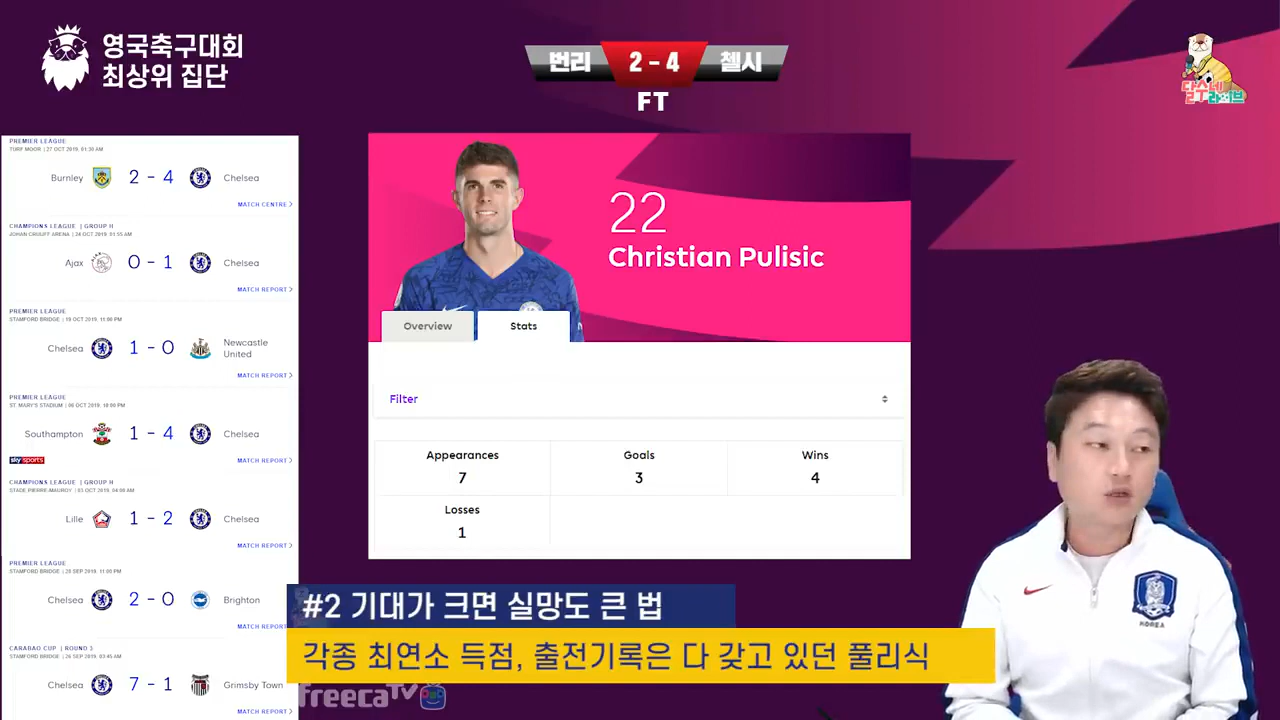 영국축구대회
최상위 집단
번리 2 - 4 첼시
FT
달수네
라이브
PREMIER LEAGUE
TURF MOOR | 27 OCT 2019, 01:30 AM
Burnley 2 - 4 Chelsea
MATCH CENTRE
CHAMPIONS LEAGUE | GROUP H
JOHAN CRUIJFF ARENA | 24 OCT 2019, 01:55 AM
Ajax 0 - 1 Chelsea
MATCH REPORT
PREMIER LEAGUE
STAMFORD BRIDGE | 19 OCT 2019, 11:00 PM
Chelsea 1 - 0 Newcastle
United
MATCH REPORT
PREMIER LEAGUE
ST. MARY'S STADIUM | 06 OCT 2019, 10:00 PM
Southampton 1 - 4 Chelsea
sky sports MATCH REPORT
CHAMPIONS LEAGUE | GROUP H
STADE PIERRE-MAUROY | 03 OCT 2019, 04:00 AM
Lille 1 - 2 Chelsea
MATCH REPORT
PREMIER LEAGUE
STAMFORD BRIDGE | 28 SEP 2019, 11:00 PM
Chelsea 2 - 0 Brighton
MATCH REPORT
CARABAO CUP | ROUND 3
STAMFORD BRIDGE | 26 SEP 2019, 03:45 AM
Chelsea 7 - 1 Grimsby Town
MATCH REPORT
22
Christian Pulisic
Overview Stats
Filter
Appearances Goals Wins
7 3 4
Losses
1
KOREA
#2 기대가 크면 실망도 큰 법
각종 최연소 득점, 출전기록은 다 갖고 있던 풀리식
freecaTV